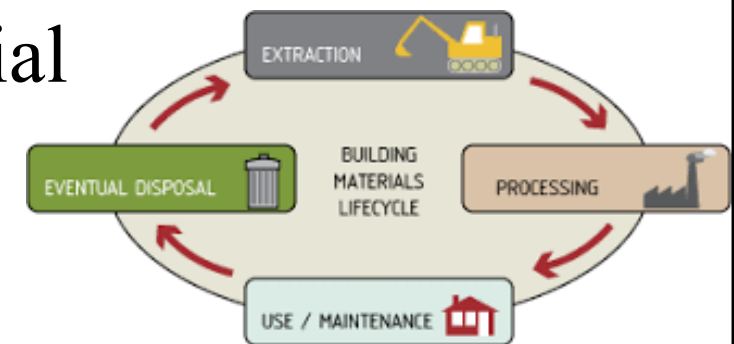 ial
EXTRACTION
EVENTUAL DISPOSAL
BUILDING
MATERIALS
LIFECYCLE
PROCESSING
USE / MAINTENANCE